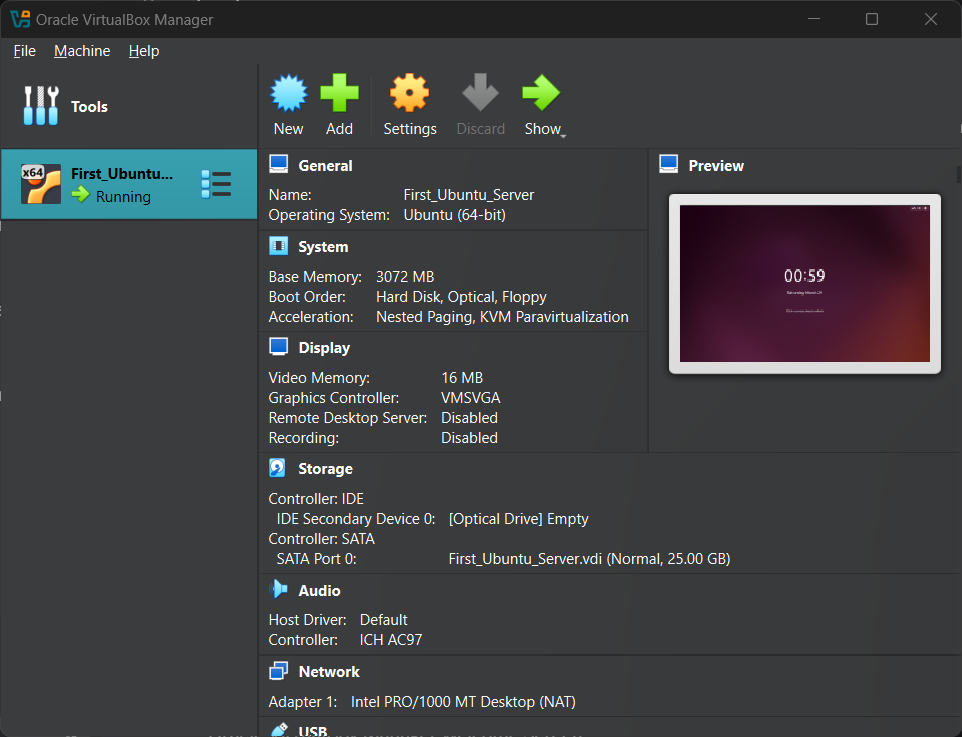 Oracle VirtualBox Manager
File Machine Help
Tools
New Add Settings Discard Show
x64
First_Ubuntu...
Running
General
Name: First_Ubuntu_Server
Operating System: Ubuntu (64-bit)
System
Base Memory: 3072 MB
Boot Order: Hard Disk, Optical, Floppy
Acceleration: Nested Paging, KVM Paravirtualization
Display
Video Memory: 16 MB
Graphics Controller: VMSVGA
Remote Desktop Server: Disabled
Recording: Disabled
Preview
00:59
Storage
Controller: IDE
IDE Secondary Device 0: [Optical Drive] Empty
Controller: SATA
SATA Port 0: First_Ubuntu_Server.vdi (Normal, 25.00 GB)
Audio
Host Driver: Default
Controller: ICH AC97
Network
Adapter 1: Intel PRO/1000 MT Desktop (NAT)
USB